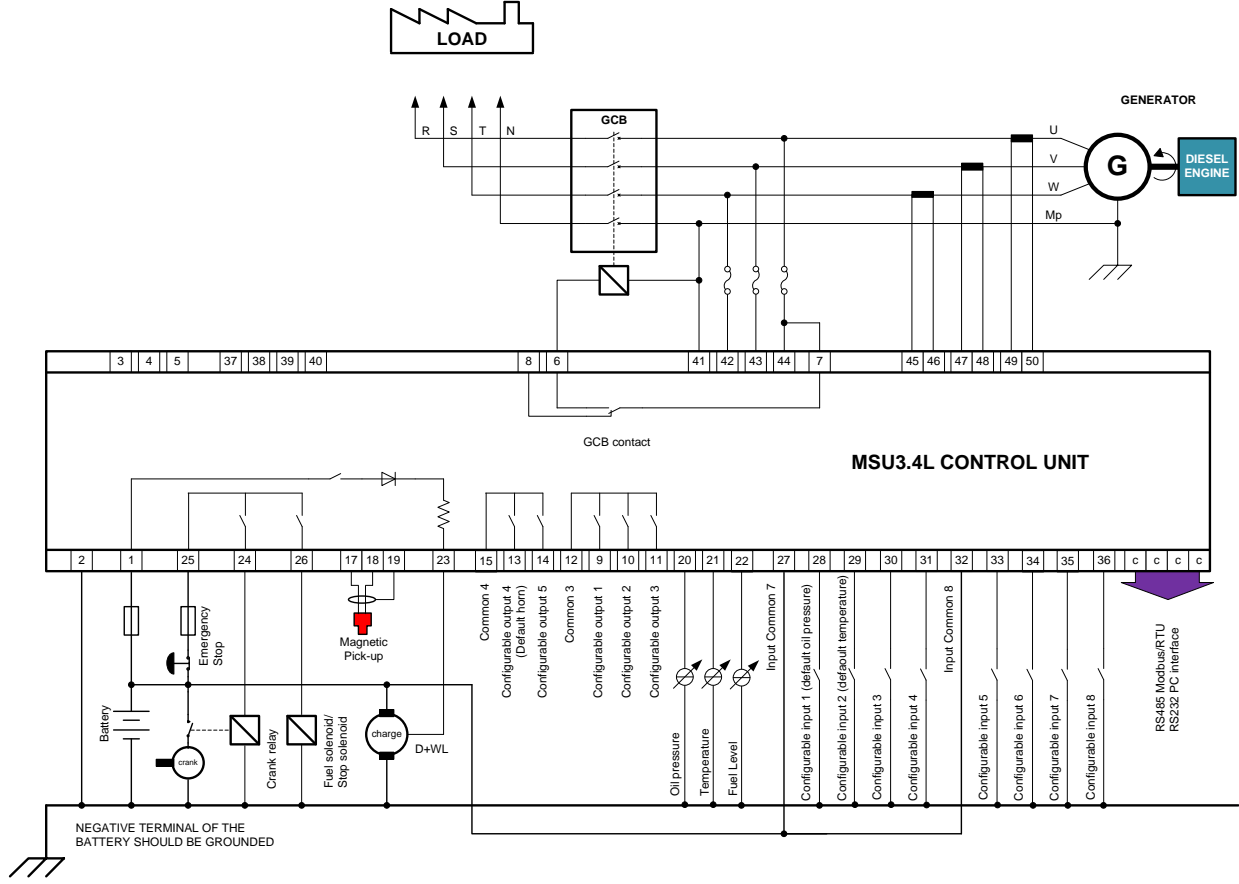 LOAD
GENERATOR
R S T N
GCB
U
V
W
Mp
G
DIESEL
ENGINE
3 4 5 37 38 39 40 8 6 41 42 43 44 7 45 46 47 48 49 50
GCB contact
MSU3.4L CONTROL UNIT
2 1 25 24 26 17 18 19 23 15 13 14 12 9 10 11 20 21 22 27 28 29 30 31 32 33 34 35 36 c c c c
Emergency
Stop
Magnetic
Pick-up
Common 4
Configurable output 4
(Default horn)
Configurable output 5
Common 3
Configurable output 1
Configurable output 2
Configurable output 3
Input Common 7
Configurable input 1 (default oil pressure)
Configurable input 2 (defaoult temperature)
Configurable input 3
Configurable input 4
Input Common 8
Configurable input 5
Configurable input 6
Configurable input 7
Configurable input 8
RS485 Modbus/RTU
RS232 PC interface
Battery
crank
Crank relay
Fuel solenoid/
Stop solenoid
charge
D+WL
Oil pressure
Temperature
Fuel Level
NEGATIVE TERMINAL OF THE
BATTERY SHOULD BE GROUNDED